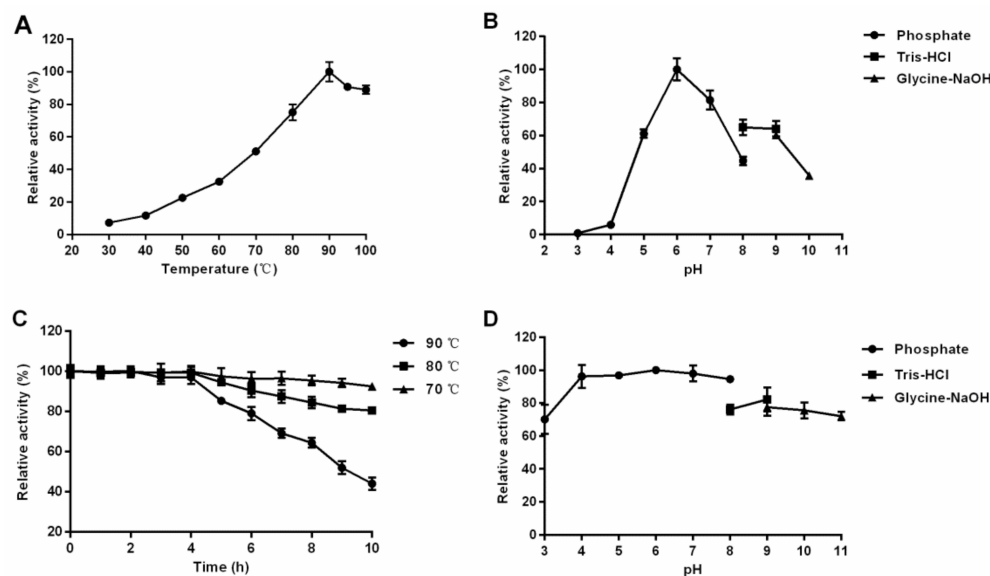 A
Relative activity (%)
120
100
80
60
40
20
0
20 30 40 50 60 70 80 90 100
Temperature (℃)
B
Relative activity (%)
120
100
80
60
40
20
0
2 3 4 5 6 7 8 9 10 11
pH
Phosphate
Tris-HCl
Glycine-NaOH
C
Relative activity (%)
120
100
80
60
40
20
0 2 4 6 8 10
Time (h)
90 ℃
80 ℃
70 ℃
D
Relative activity (%)
120
100
80
60
40
20
0
3 4 5 6 7 8 9 10 11
pH
Phosphate
Tris-HCl
Glycine-NaOH